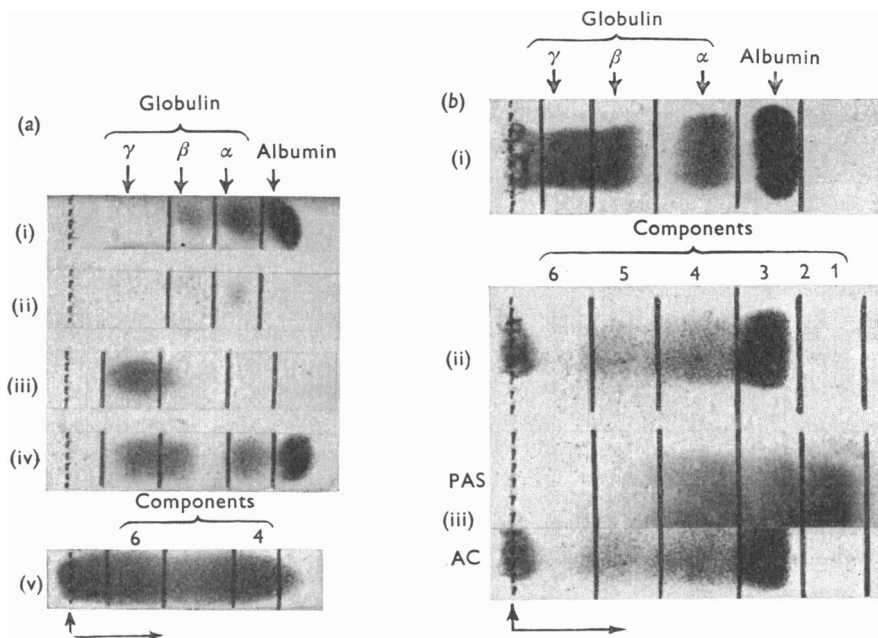 (a)
Globulin
γ β α Albumin
(i)
(ii)
(iii)
(iv)
Components
6 4
(v)
(b)
Globulin
γ β α Albumin
(i)
Components
6 5 4 3 2 1
(ii)
PAS
(iii)
AC